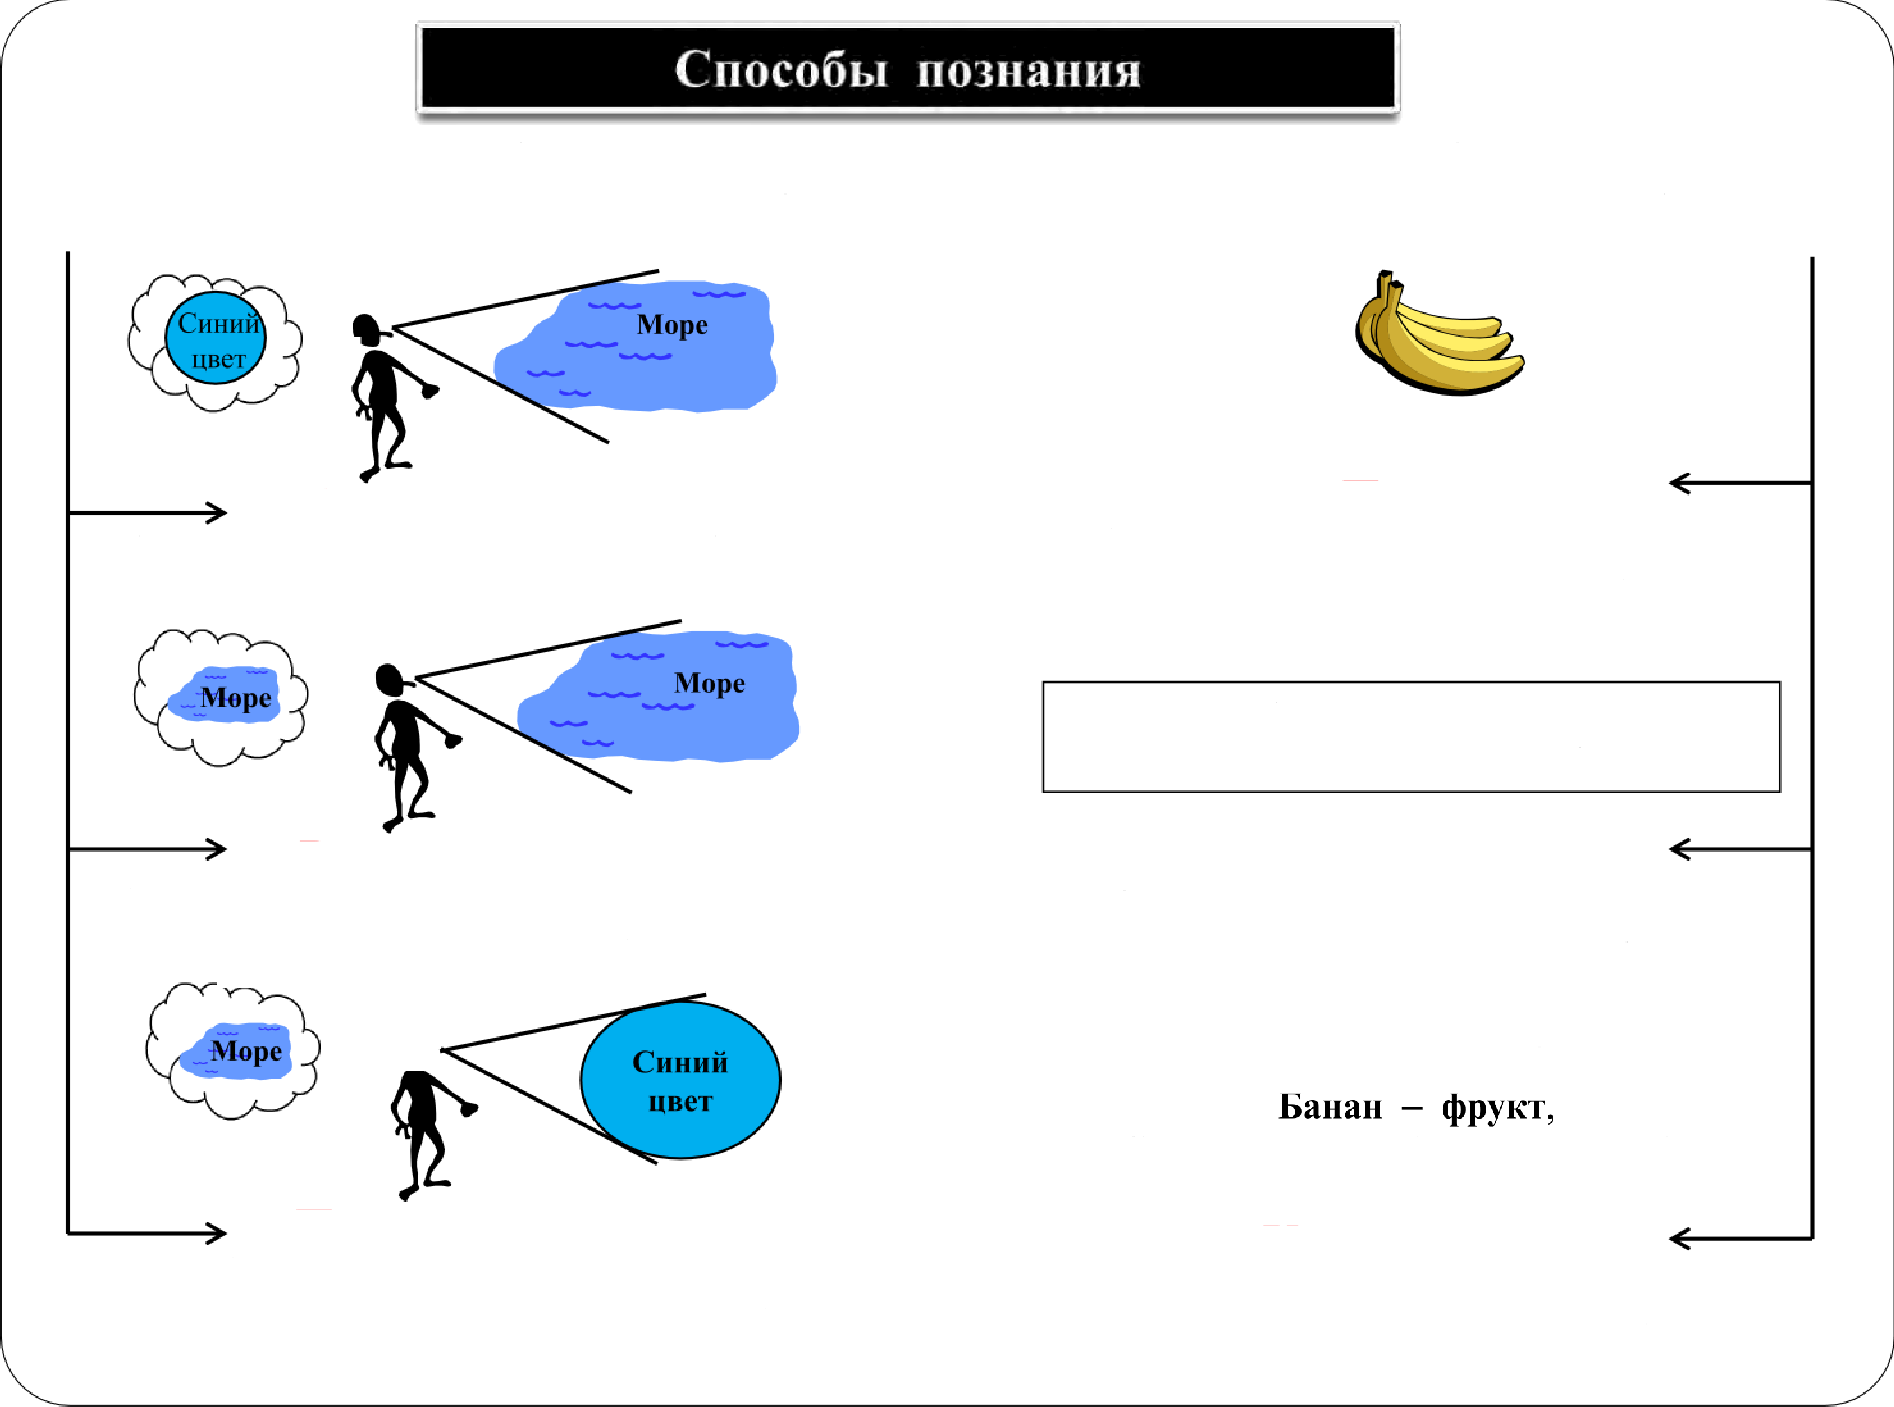 Способы познания
Синий
цвет
Море
Море
Море
Море
Синий
цвет
Банан – фрукт,